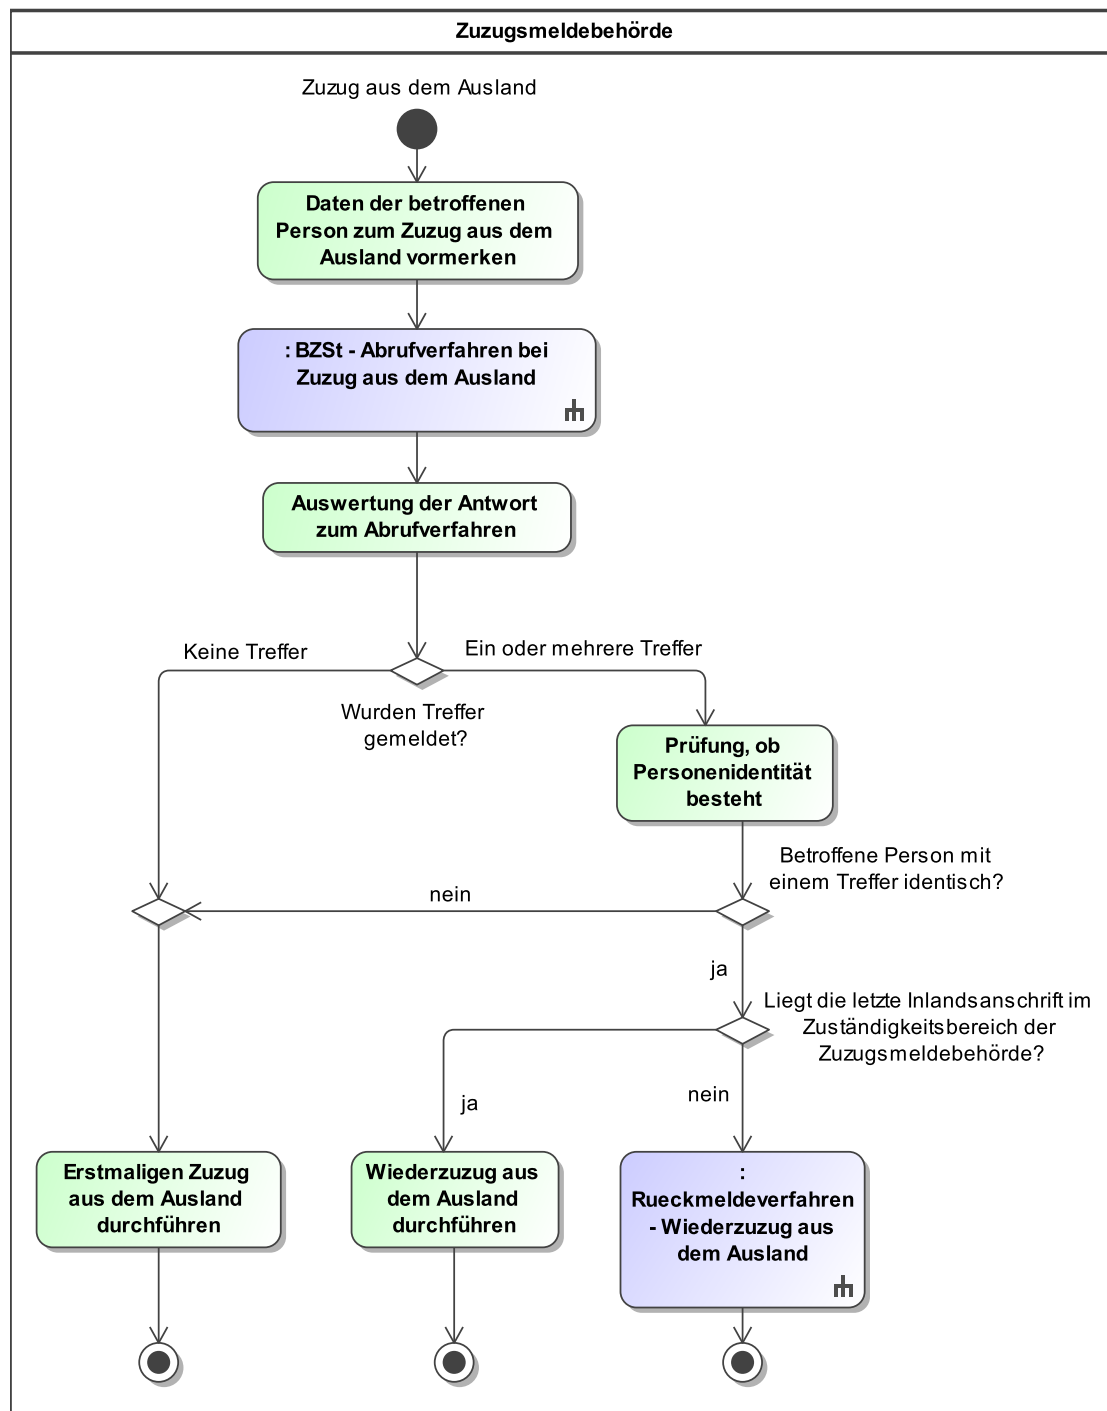 Zuzugsmeldebehörde
Zuzug aus dem Ausland
Daten der betroffenen
Person zum Zuzug aus dem
Ausland vormerken
: BZSt - Abrufverfahren bei
Zuzug aus dem Ausland
Auswertung der Antwort
zum Abrufverfahren
Keine Treffer
Ein oder mehrere Treffer
Wurden Treffer
gemeldet?
Prüfung, ob
Personenidentität
besteht
Betroffene Person mit
einem Treffer identisch?
nein
ja
Liegt die letzte Inlandsanschrift im
Zuständigkeitsbereich der
Zuzugsmeldebehörde?
ja
nein
Erstmaligen Zuzug
aus dem Ausland
durchführen
Wiederzuzug aus
dem Ausland
durchführen
:
Rueckmeldeverfahren
- Wiederzuzug aus
dem Ausland